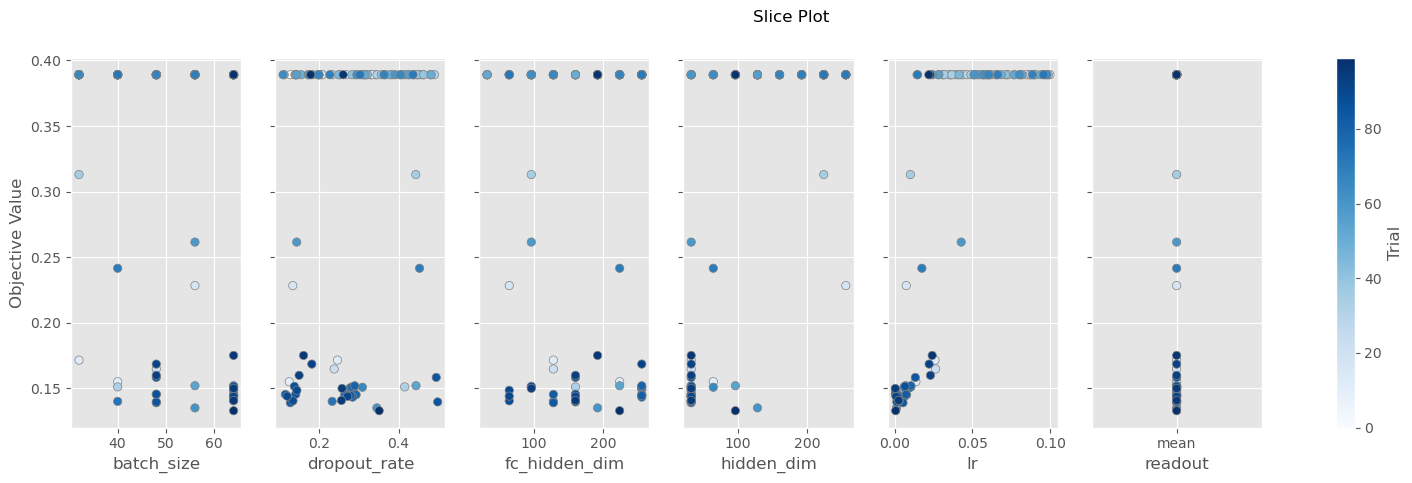 Slice Plot
Objective Value
0.40
0.35
0.30
0.25
0.20
0.15
40 60 50
batch_size
0.2 0.4
dropout_rate
100 200
fc_hidden_dim
100 200
hidden_dim
0.00 0.05 0.10
lr
mean
readout
80
60
40
20
0
Trial